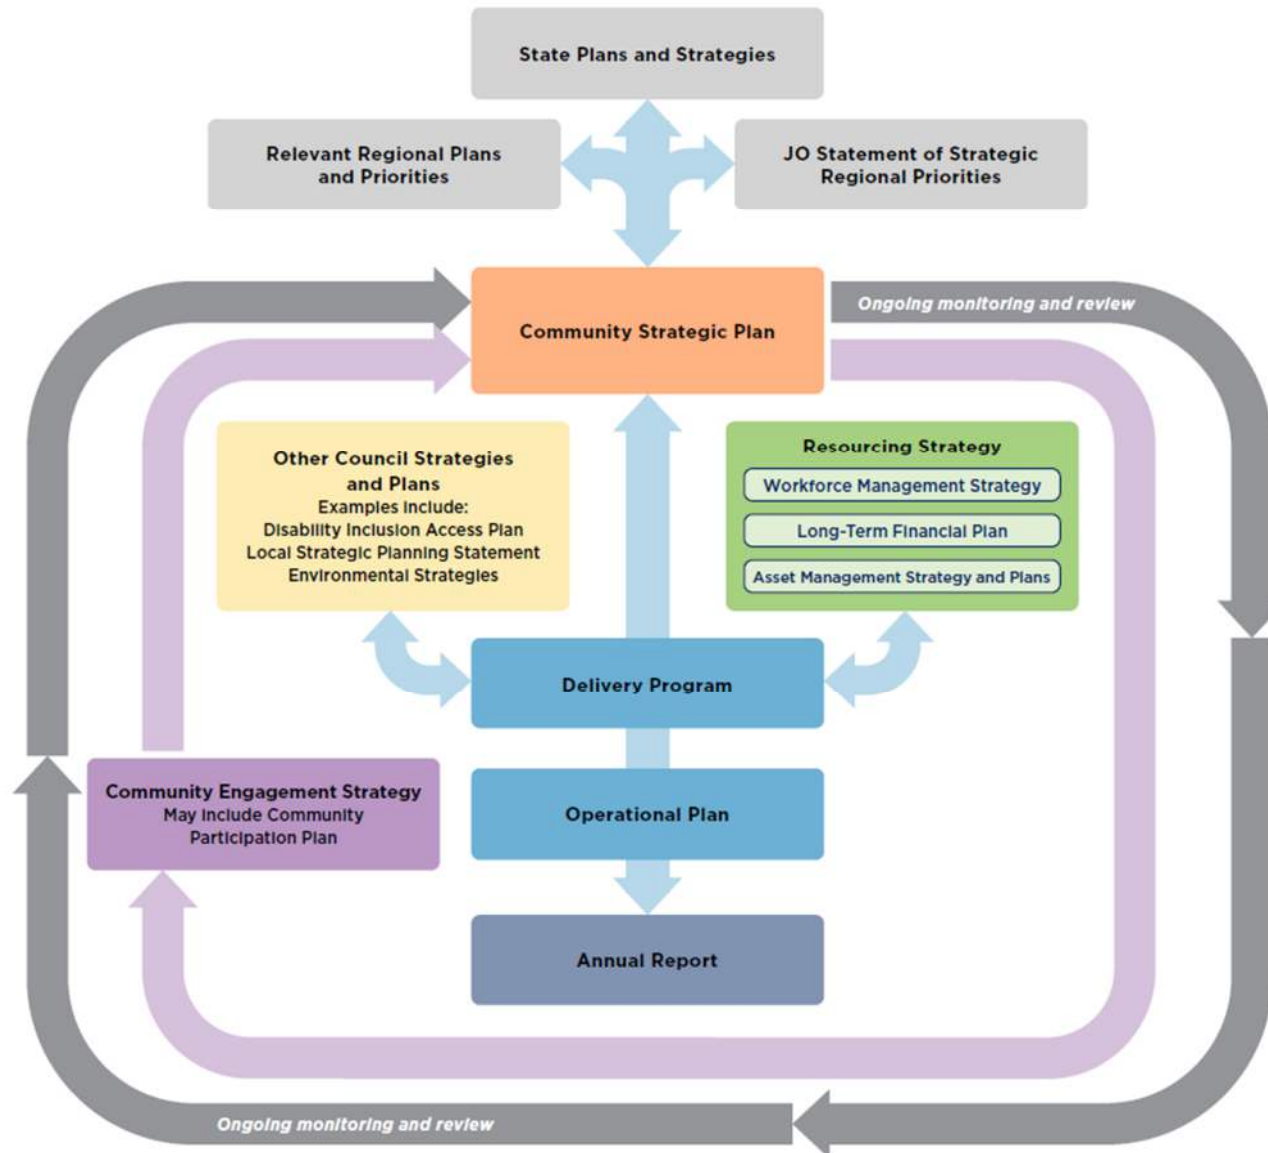 State Plans and Strategies
Relevant Regional Plans
and Priorities
JO Statement of Strategic
Regional Priorities
Community Strategic Plan
Ongoing monitoring and review
Other Council Strategies
and Plans
Examples include:
Disability Inclusion Access Plan
Local Strategic Planning Statement
Environmental Strategies
Resourcing Strategy
Workforce Management Strategy
Long-Term Financial Plan
Asset Management Strategy and Plans
Delivery Program
Community Engagement Strategy
May include Community
Participation Plan
Operational Plan
Annual Report
Ongoing monitoring and review